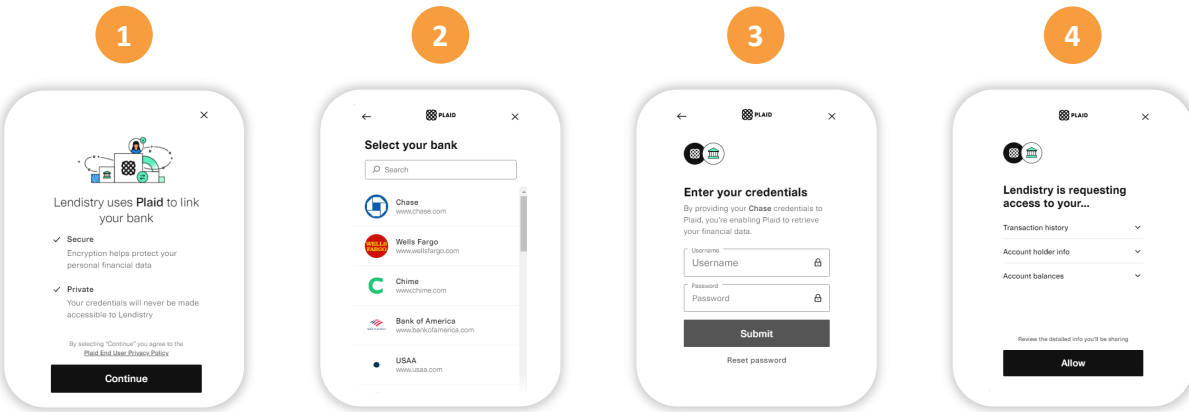 1
2
3
4
Lendistry uses Plaid to link
your bank
Secure
Encryption helps protect your
personal financial data
Private
Your credentials will never be made
accessible to Lendistry
By selecting "Continue" you agree to the
Plaid End User Privacy Policy
Continue
PLAID
Select your bank
Search
Chase
www.chase.com
WELLS
FARGO
Wells Fargo
www.wellsfargo.com
C
Chime
www.chime.com
Bank of America
www.bankofamerica.com
USAA
www.usaa.com
PLAID
Enter your credentials
By providing your Chase credentials to
Plaid, you're enabling Plaid to retrieve
your financial data.
Username
Username
Password
Password
Submit
Reset password
PLAID
Lendistry is requesting
access to your...
Transaction history
Account holder info
Account balances
Review the detailed info you'll be sharing
Allow